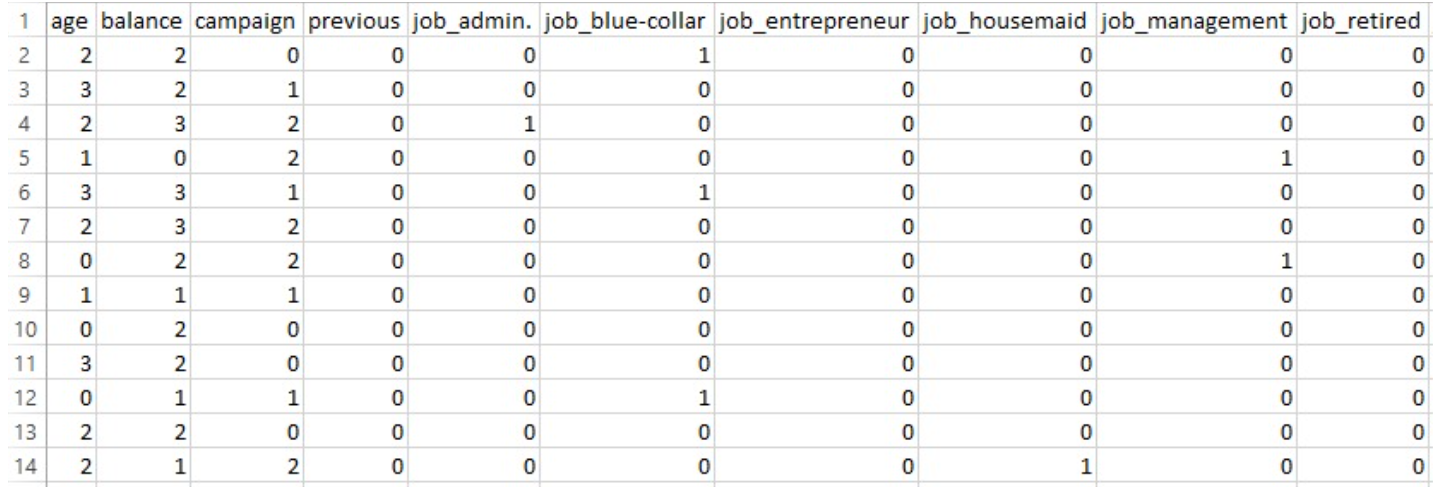 1 age balance campaign previous job_admin. job_blue-collar job_entrepreneur job_housemaid job_management job_retired
2 2 2 0 0 0 1 0 0 0 0
3 3 2 1 0 0 0 0 0 0 0
4 2 3 2 0 1 0 0 0 0 0
5 1 0 2 0 0 0 0 0 1 0
6 3 3 1 0 0 1 0 0 0 0
7 2 3 2 0 0 0 0 0 0 0
8 0 2 2 0 0 0 0 0 1 0
9 1 1 1 0 0 0 0 0 0 0
10 0 2 0 0 0 0 0 0 0 0
11 3 2 0 0 0 0 0 0 0 0
12 0 1 1 0 0 1 0 0 0 0
13 2 2 0 0 0 0 0 0 0 0
14 2 1 2 0 0 0 0 1 0 0